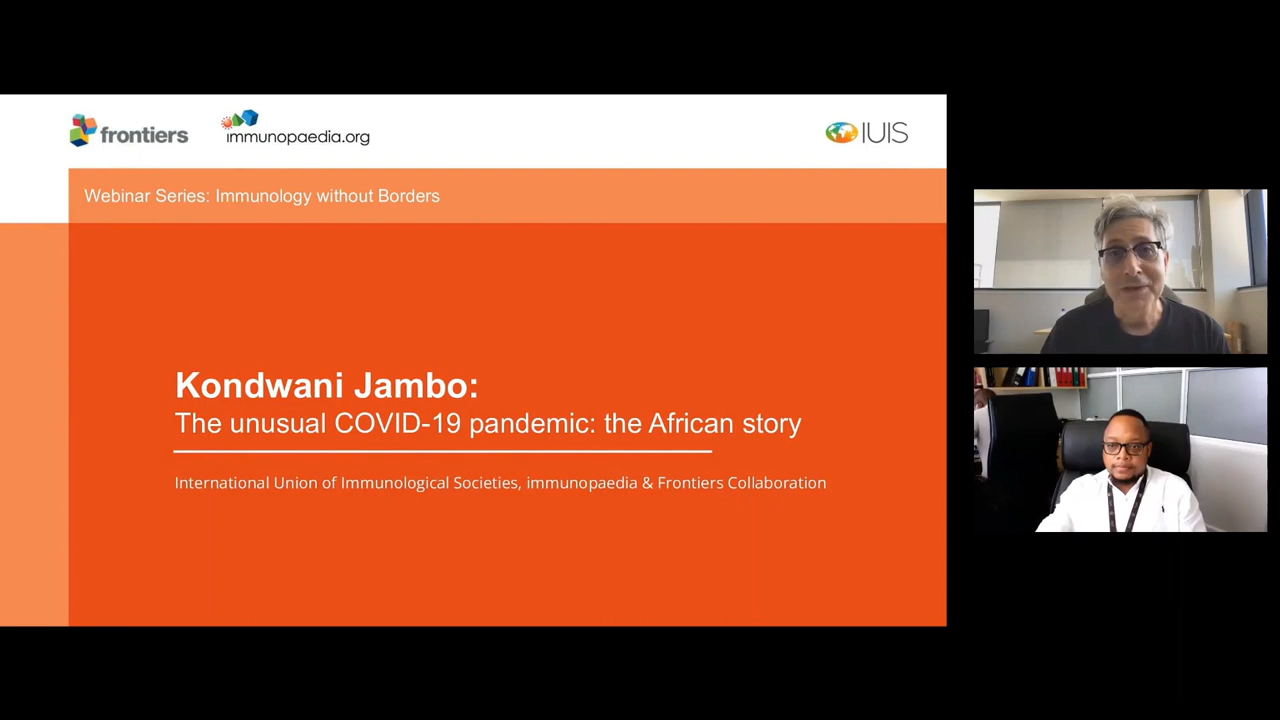 frontiers
immunopaedia.org
IUIS
Webinar Series: Immunology without Borders
Kondwani Jambo:
The unusual COVID-19 pandemic: the African story
International Union of Immunological Societies, immunopaedia & Frontiers Collaboration